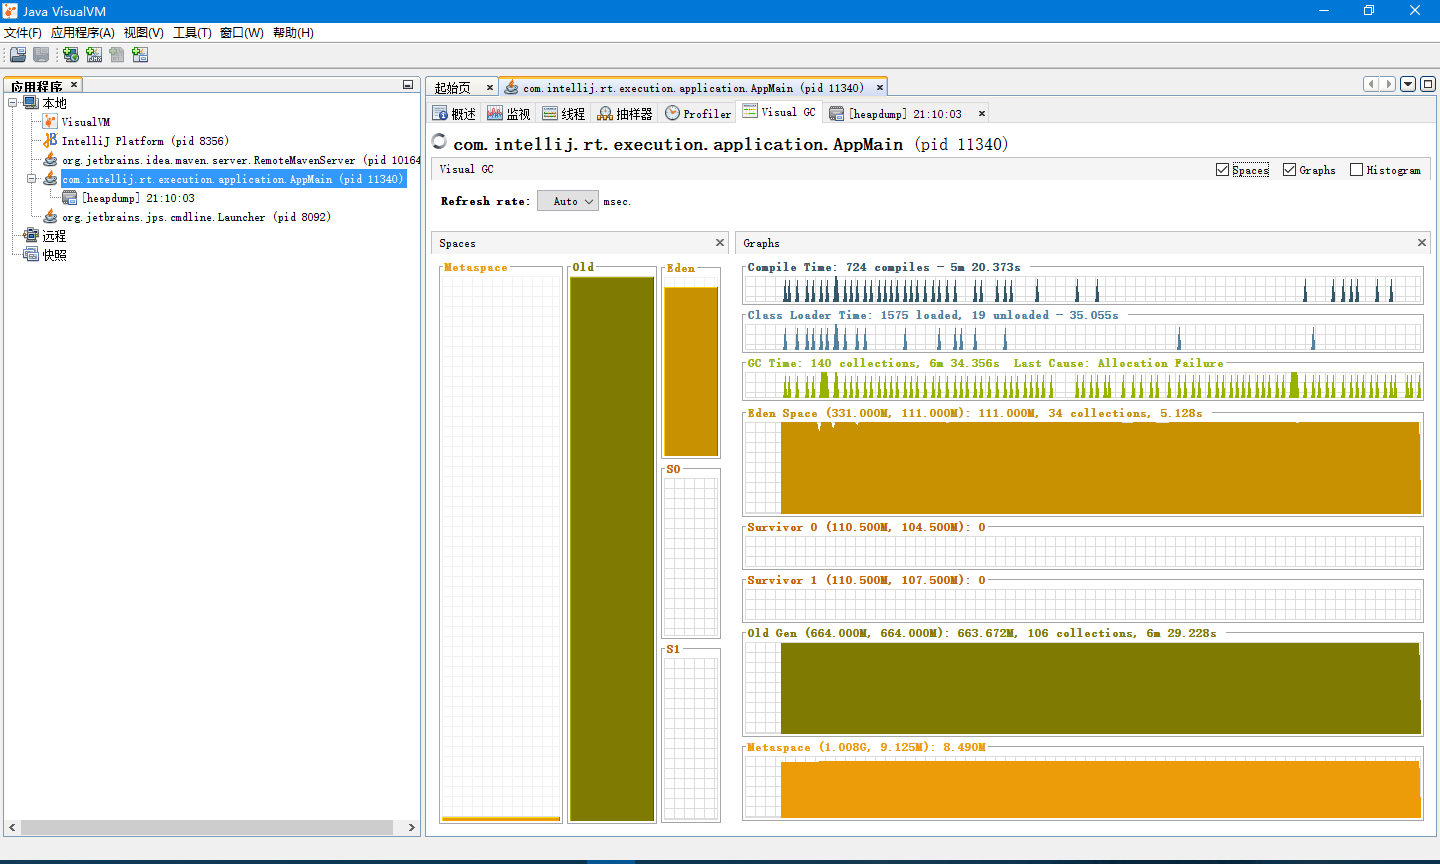 Java VisualVM
文件(F) 应用程序(A) 视图(V) 工具(T) 窗口(W) 帮助(H)
应用程序 ×
本地
VisualVM
IntelliJ Platform (pid 8356)
org.jetbrains.idea.maven.server.RemoteMavenServer (pid 10164
com.intellij.rt.execution.application.AppMain (pid 11340)
[heapdump] 21:10:03
org.jetbrains.jps.cmdline.Launcher (pid 8092)
远程
快照
起始页 × com.intellij.rt.execution.application.AppMain (pid 11340) ×
概述 监视 线程 抽样器 Profiler Visual GC [heapdump] 21:10:03 ×
com.intellij.rt.execution.application.AppMain (pid 11340)
Visual GC Spaces Graphs Histogram
Refresh rate: Auto msec.
Spaces ×
Metaspace Old Eden
S0
S1
Graphs ×
Compile Time: 724 compiles - 5m 20.373s
Class Loader Time: 1575 loaded, 19 unloaded - 35.055s
GC Time: 140 collections, 6m 34.356s Last Cause: Allocation Failure
Eden Space (331.000M, 111.000M): 111.000M, 34 collections, 5.128s
Survivor 0 (110.500M, 104.500M): 0
Survivor 1 (110.500M, 107.500M): 0
Old Gen (664.000M, 664.000M): 663.672M, 106 collections, 6m 29.228s
Metaspace (1.008G, 9.125M): 8.490M